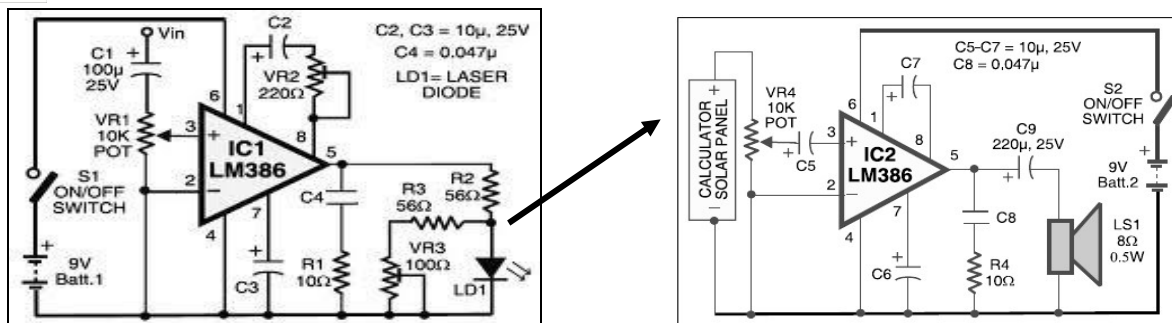 Vin
C1
100µ
25V
VR1
10K
POT
S1
ON/OFF
SWITCH
9V
Batt.1
C2
VR2
220Ω
C2, C3 = 10µ, 25V
C4 = 0.047µ
LD1= LASER
DIODE
6
1
8
3
+
IC1
LM386
5
2
−
7
4
C4
C3
R1
10Ω
R2
56Ω
R3
56Ω
VR3
100Ω
LD1
CALCULATOR
SOLAR PANEL
VR4
10K
POT
C5
C7
C5-C7 = 10µ, 25V
C8 = 0.047µ
6
1
8
3
+
IC2
LM386
5
2
−
7
4
C9
220µ, 25V
C6
C8
R4
10Ω
LS1
8Ω
0.5W
S2
ON/OFF
SWITCH
9V
Batt.2